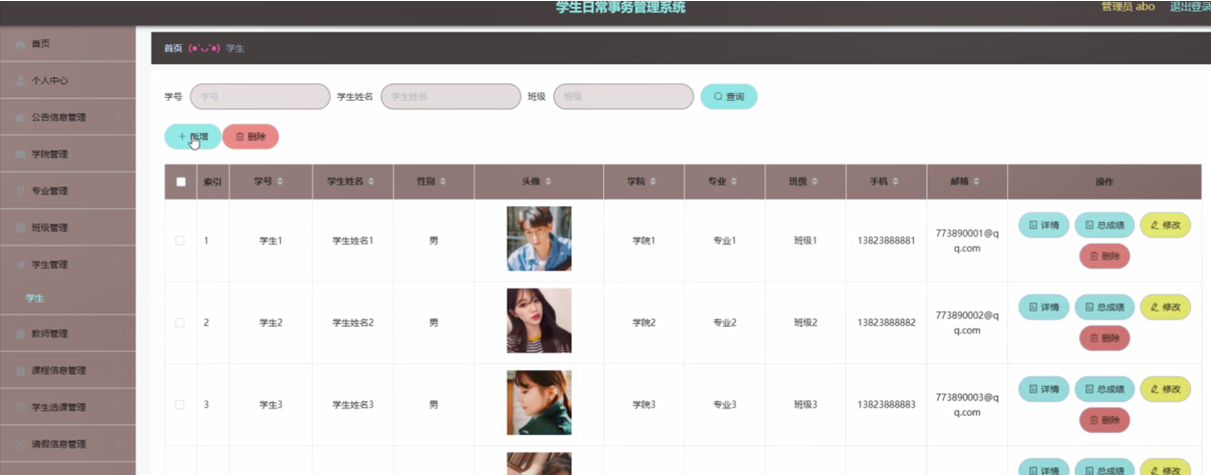 学生日常事务管理系统
管理员 abo 退出登录
首页
个人中心
公告信息管理
学院管理
专业管理
班级管理
学生管理
学生
教师管理
课程信息管理
学生选课管理
请假信息管理
首页 (●'◡'●) 学生
学号 学号 学生姓名 学生姓名 班级 班级 查询
+ 新增 删除
索引 学号 学生姓名 性别 头像 学院 专业 班级 手机 邮箱 操作
1 学生1 学生姓名1 男 学院1 专业1 班级1 13823888881 773890001@q
q.com
详情 总成绩 修改
删除
2 学生2 学生姓名2 男 学院2 专业2 班级2 13823888882 773890002@q
q.com
详情 总成绩 修改
删除
3 学生3 学生姓名3 男 学院3 专业3 班级3 13823888883 773890003@q
q.com
详情 总成绩 修改
删除
详情 总成绩 修改